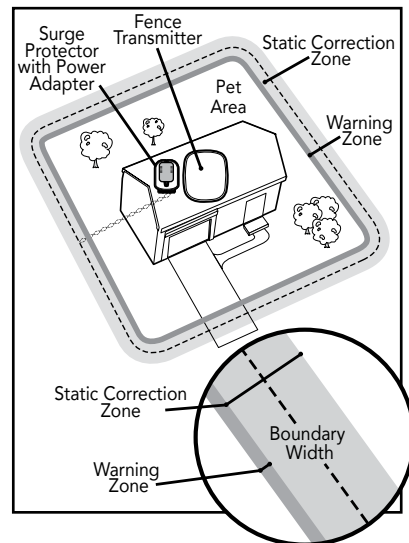 Surge
Protector
with Power
Adapter
Fence
Transmitter
Static Correction
Zone
Pet
Area
Warning
Zone
Static Correction
Zone
Boundary
Width
Warning
Zone